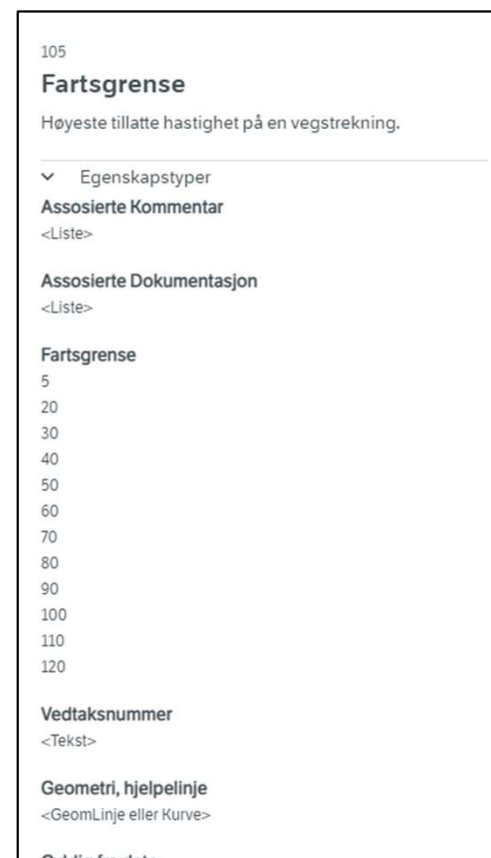 105
Fartsgrense
Høyeste tillatte hastighet på en vegstrekning.
Egenskapstyper
Assosierte Kommentar
<Liste>
Assosierte Dokumentasjon
<Liste>
Fartsgrense
5
20
30
40
50
60
70
80
90
100
110
120
Vedtaksnummer
<Tekst>
Geometri, hjelpelinje
<GeomLinje eller Kurve>